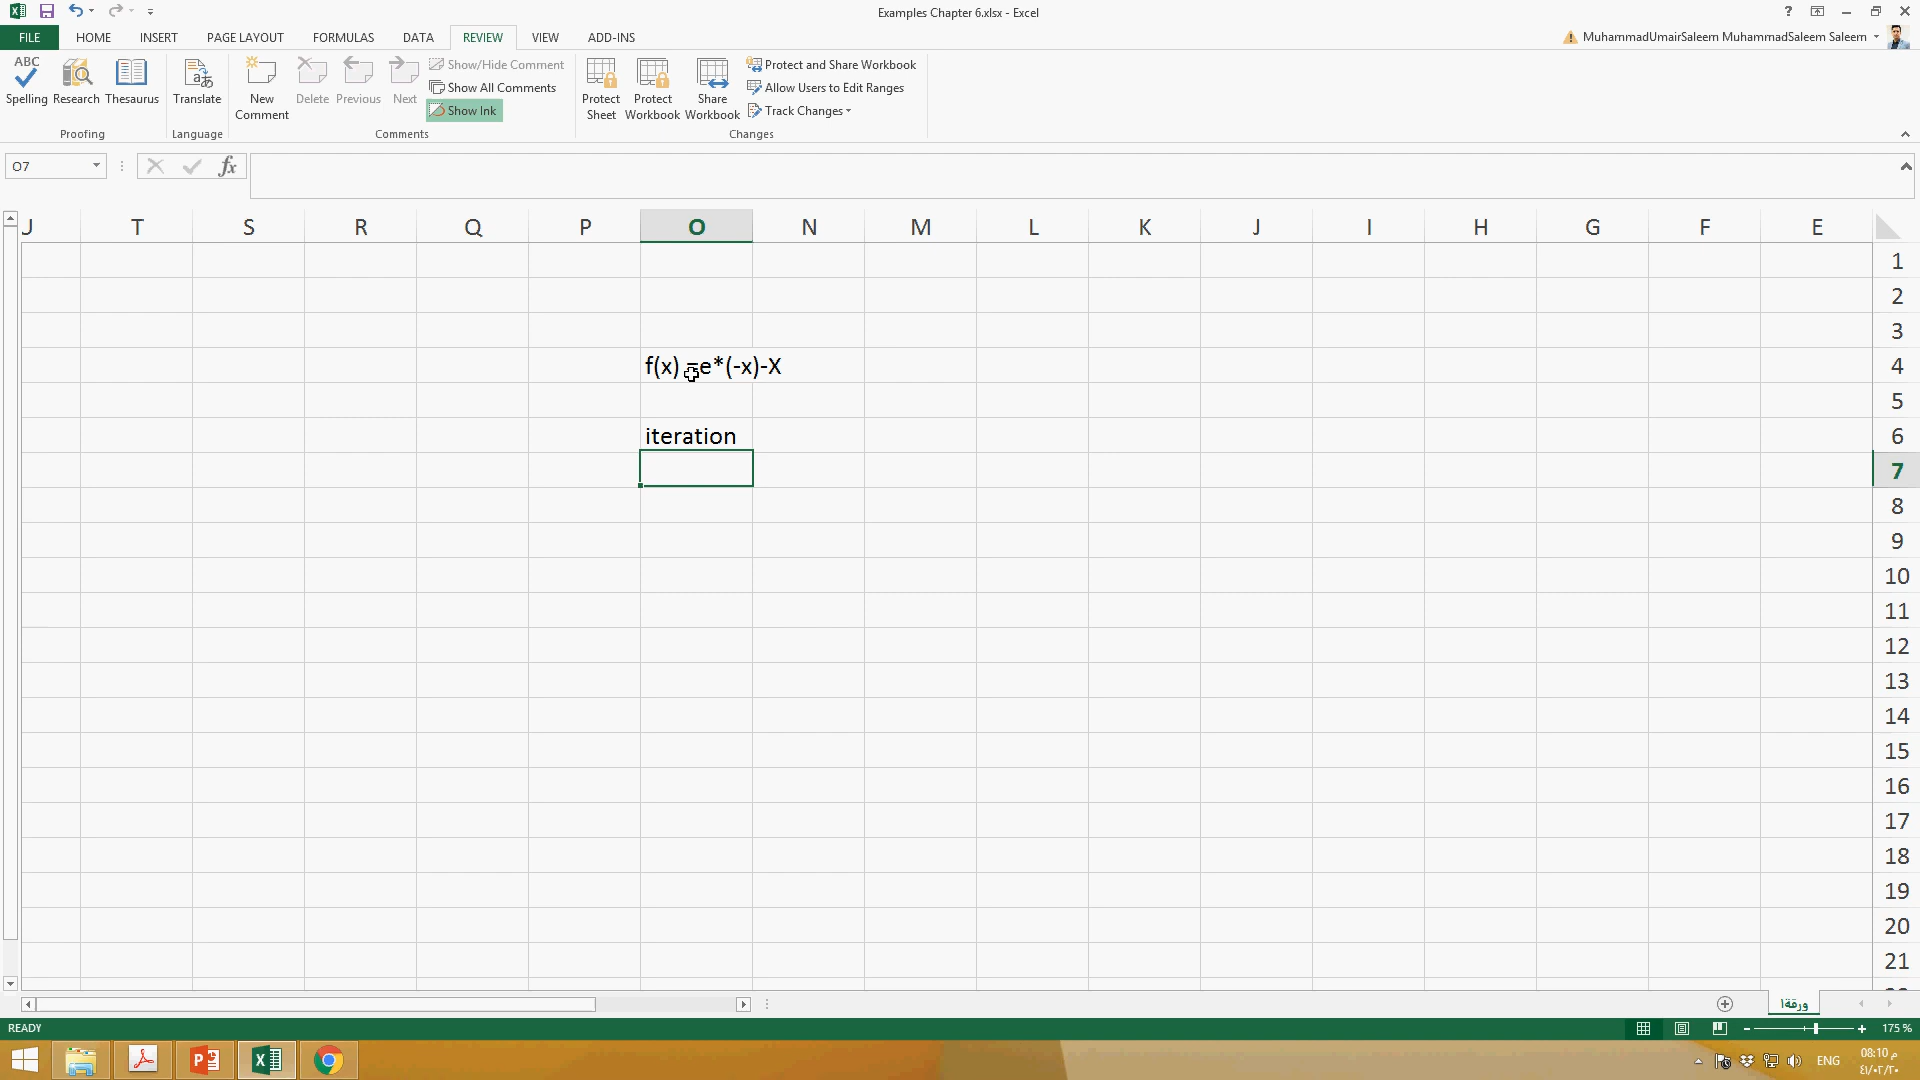 Examples Chapter 6.xlsx - Excel
?
FILE HOME INSERT PAGE LAYOUT FORMULAS DATA REVIEW VIEW ADD-INS
MuhammadUmairSaleem MuhammadSaleem Saleem
ABC
Spelling Research Thesaurus
Proofing
Translate
Language
New Comment
Delete
Previous
Next
Show/Hide Comment
Show All Comments
Show Ink
Comments
Protect Sheet
Protect Workbook
Share Workbook
Protect and Share Workbook
Allow Users to Edit Ranges
Track Changes
Changes
O7
fx
U T S R Q P O N M L K J I H G F E
1
2
3
f(x) =e*(-x)-X 4
5
iteration 6
7
8
9
10
11
12
13
14
15
16
17
18
19
20
21
ورقة١
READY
175 %
ENG
08:10 م